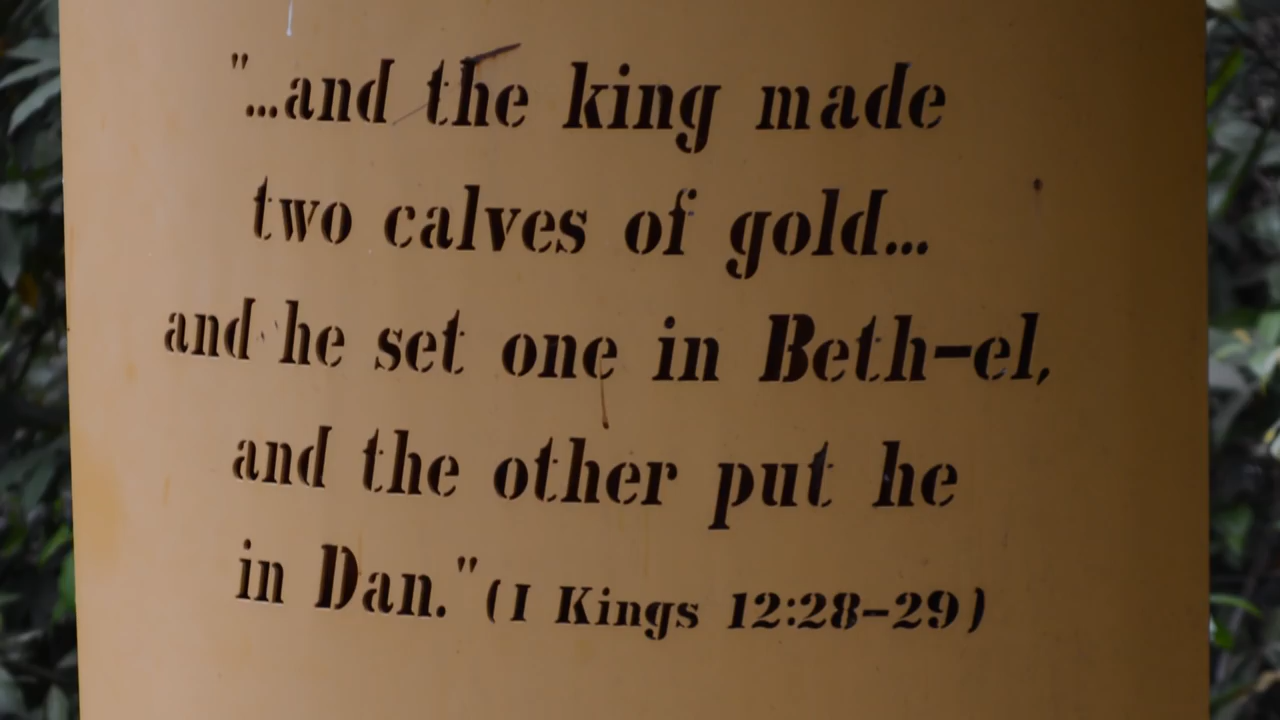 "...and the king made
two calves of gold...
and he set one in Beth-el,
and the other put he
in Dan." (I Kings 12:28-29)